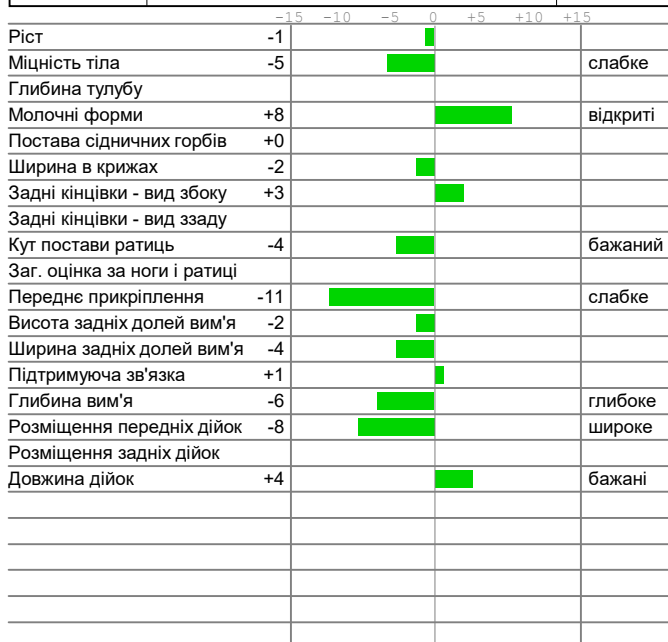 -15 -10 -5 0 +5 +10 +15
Ріст -1
Міцність тіла -5 слабке
Глибина тулубу
Молочні форми +8 відкриті
Постава сідничних горбів +0
Ширина в крижах -2
Задні кінцівки - вид збоку +3
Задні кінцівки - вид ззаду
Кут постави ратиць -4 бажаний
Заг. оцінка за ноги і ратиці
Переднє прикріплення -11 слабке
Висота задніх долей вим'я -2
Ширина задніх долей вим'я -4
Підтримуюча зв'язка +1
Глибина вим'я -6 глибоке
Розміщення передніх дійок -8 широке
Розміщення задніх дійок
Довжина дійок +4 бажані